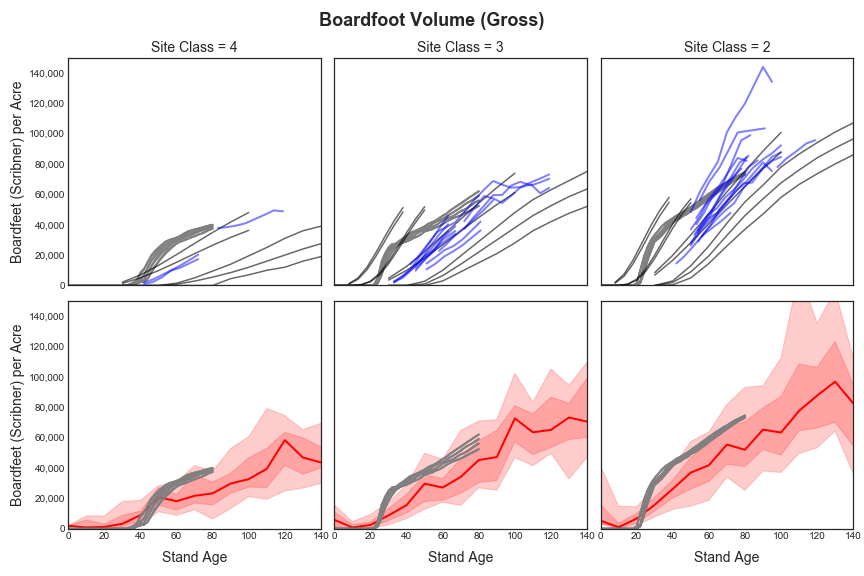 Boardfoot Volume (Gross)
Site Class = 4
Site Class = 3
Site Class = 2
Boardfeet (Scribner) per Acre
140,000
120,000
100,000
80,000
60,000
40,000
20,000
0
Boardfeet (Scribner) per Acre
140,000
120,000
100,000
80,000
60,000
40,000
20,000
0
0 20 40 60 80 100 120 140
0 20 40 60 80 100 120 140
0 20 40 60 80 100 120 140
Stand Age
Stand Age
Stand Age